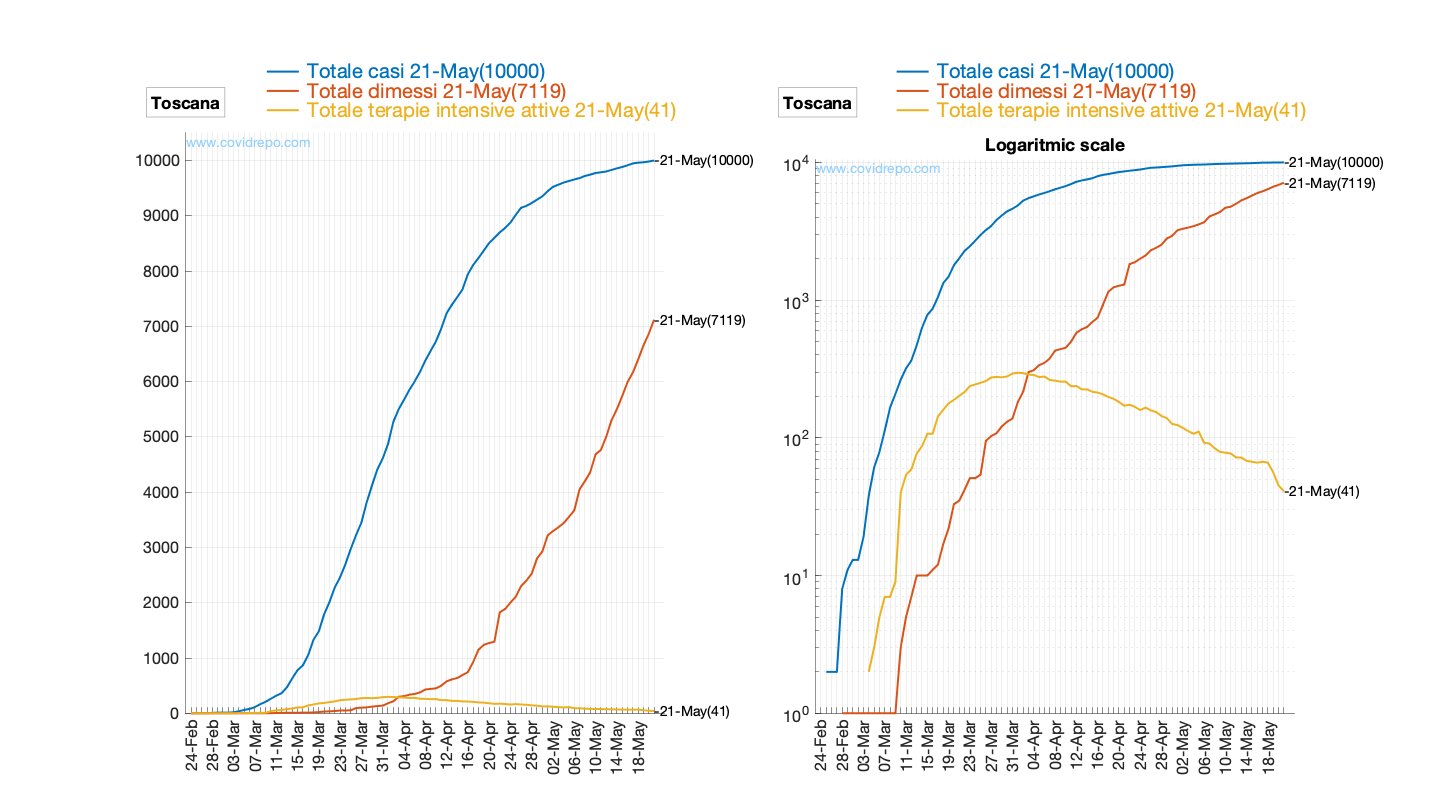 Totale casi 21-May(10000)
Totale dimessi 21-May(7119)
Totale terapie intensive attive 21-May(41)
Toscana
www.covidrepo.com
10000
9000
8000
7000
6000
5000
4000
3000
2000
1000
0
21-May(10000)
21-May(7119)
21-May(41)
24-Feb
28-Feb
03-Mar
07-Mar
11-Mar
15-Mar
19-Mar
23-Mar
27-Mar
31-Mar
04-Apr
08-Apr
12-Apr
16-Apr
20-Apr
24-Apr
28-Apr
02-May
06-May
10-May
14-May
18-May
Totale casi 21-May(10000)
Totale dimessi 21-May(7119)
Totale terapie intensive attive 21-May(41)
Toscana
Logaritmic scale
www.covidrepo.com
10^4
10^3
10^2
10^1
10^0
21-May(10000)
21-May(7119)
21-May(41)
24-Feb
28-Feb
03-Mar
07-Mar
11-Mar
15-Mar
19-Mar
23-Mar
27-Mar
31-Mar
04-Apr
08-Apr
12-Apr
16-Apr
20-Apr
24-Apr
28-Apr
02-May
06-May
10-May
14-May
18-May